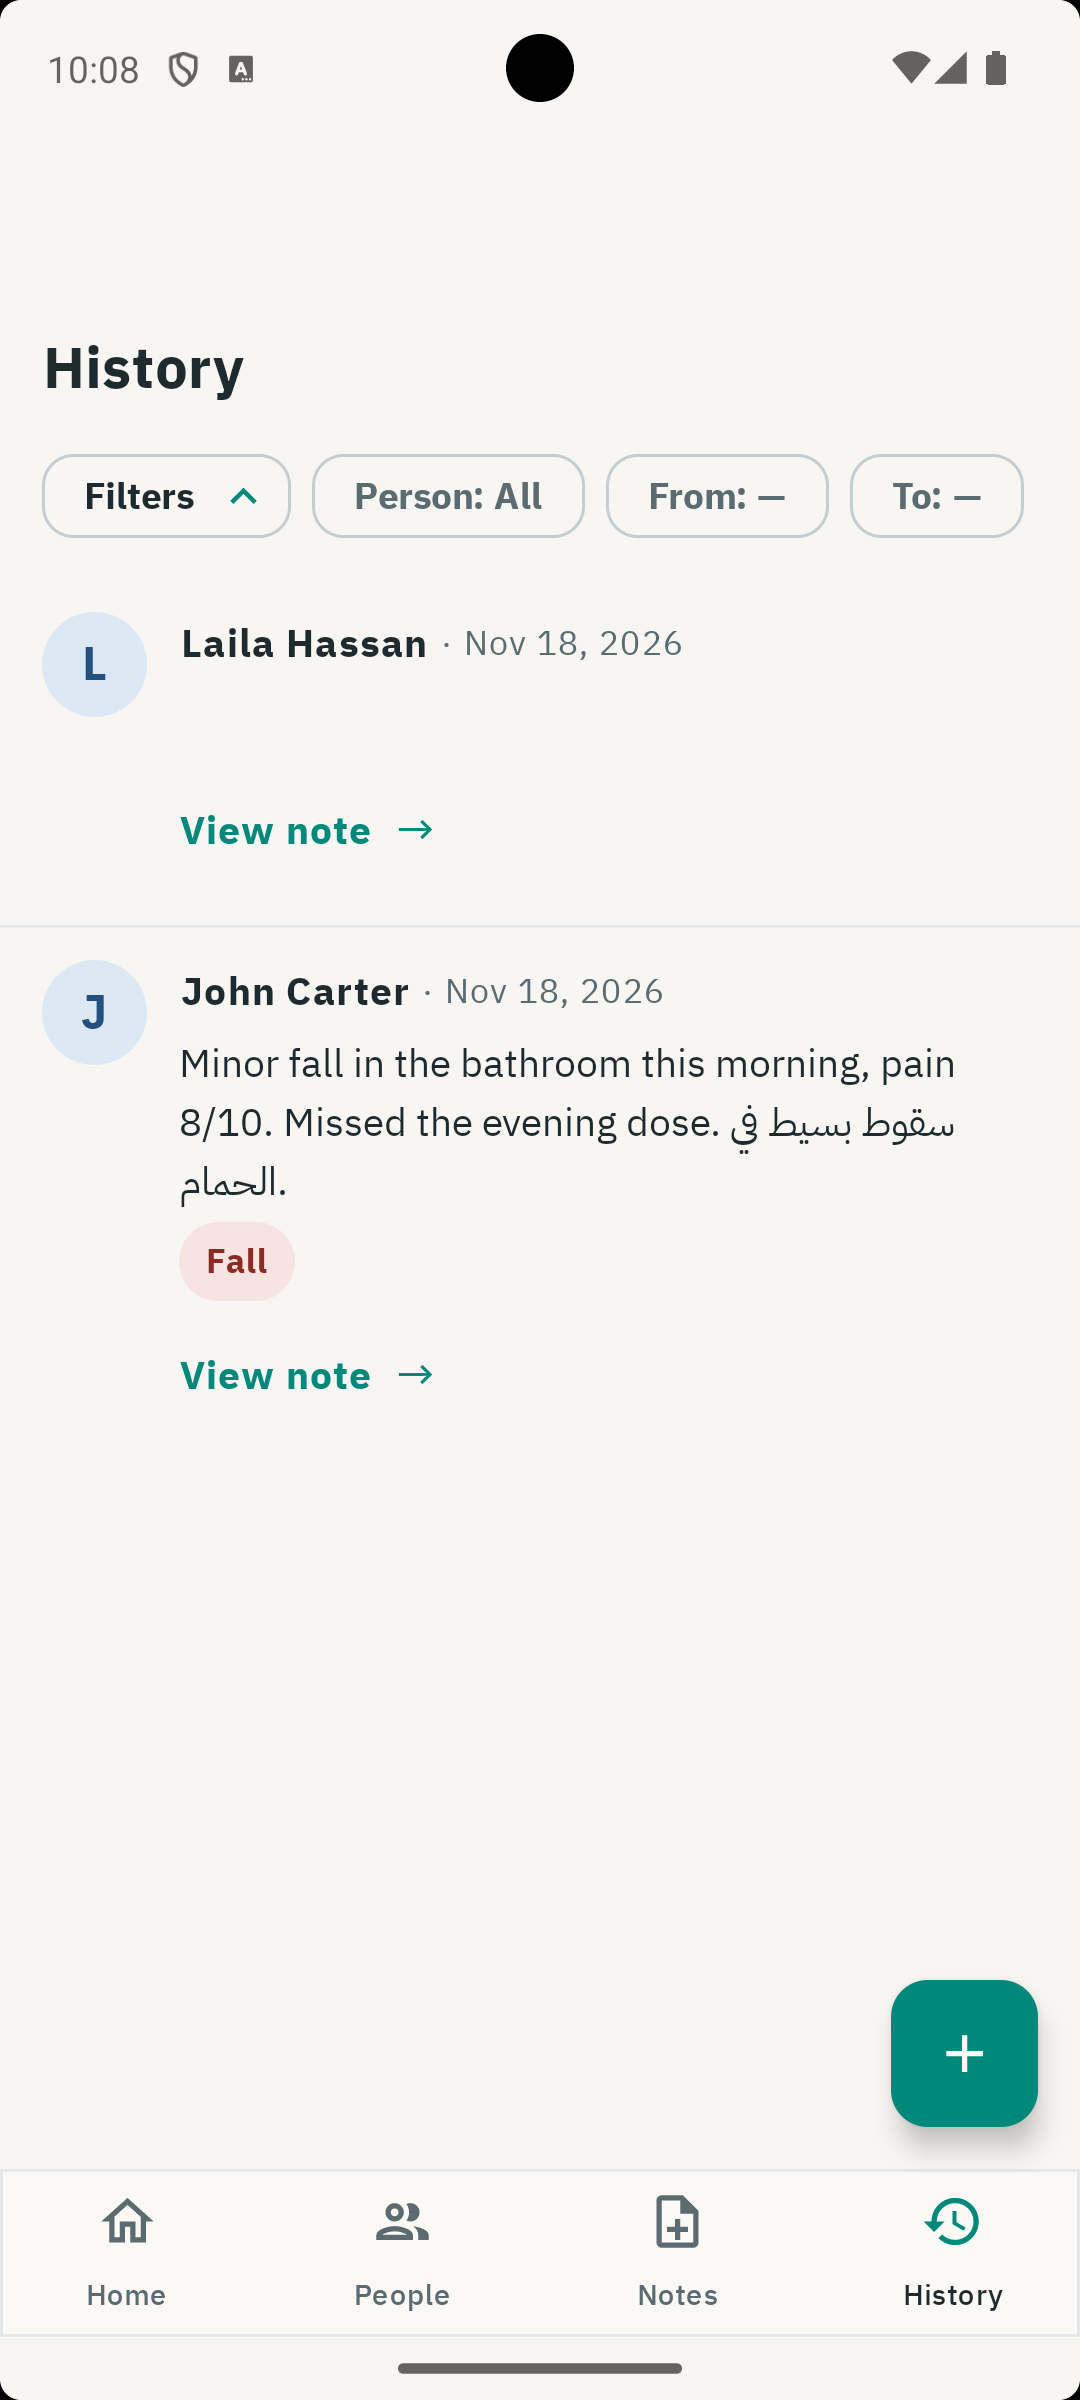 10:08
History
Filters
Person: All
From: —
To: —
L
Laila Hassan · Nov 18, 2026
View note →
J
John Carter · Nov 18, 2026
Minor fall in the bathroom this morning, pain
8/10. Missed the evening dose. سقوط بسيط في
الحمام.
Fall
View note →
Home
People
Notes
History